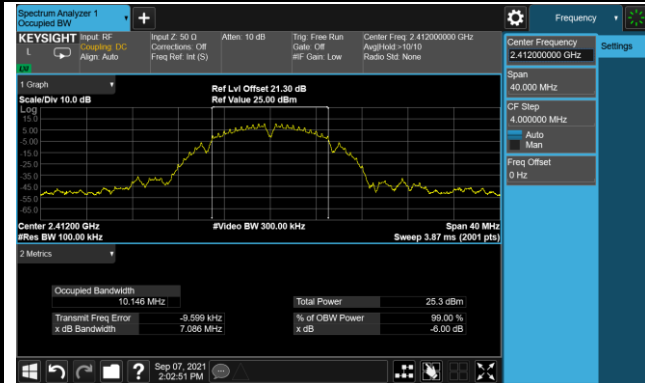 Spectrum Analyzer 1
Occupied BW
+
Frequency
KEYSIGHT
L
Input: RF
Coupling: DC
Align: Auto
Input Z: 50 Ω
Corrections: Off
Freq Ref: Int (S)
Atten: 10 dB
Trig: Free Run
Gate: Off
#IF Gain: Low
Center Freq: 2.412000000 GHz
Avg|Hold:>10/10
Radio Std: None
Center Frequency
2.412000000 GHz
Settings
Span
40.000 MHz
CF Step
4.000000 MHz
Auto
Man
Freq Offset
0 Hz
1 Graph
Scale/Div 10.0 dB
Ref Lvl Offset 21.30 dB
Ref Value 25.00 dBm
Log
15.0
5.00
-5.00
-15.0
-25.0
-35.0
-45.0
-55.0
-65.0
Center 2.41200 GHz
#Res BW 100.00 kHz
#Video BW 300.00 kHz
Span 40 MHz
Sweep 3.87 ms (2001 pts)
2 Metrics
Occupied Bandwidth
10.146 MHz
Total Power 25.3 dBm
Transmit Freq Error -9.599 kHz
% of OBW Power 99.00 %
x dB Bandwidth 7.086 MHz
x dB -6.00 dB
?
Sep 07, 2021
2:02:51 PM